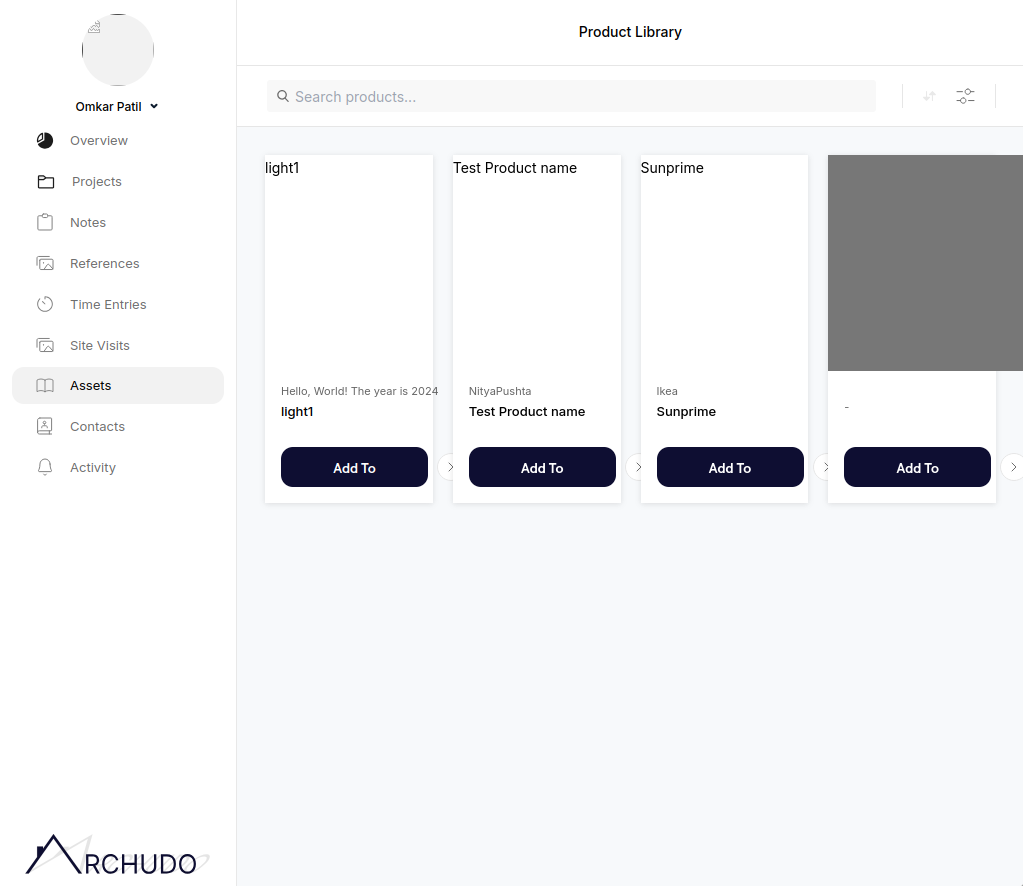 Product Library
Omkar Patil
Overview
Projects
Notes
References
Time Entries
Site Visits
Assets
Contacts
Activity
RCHUDO
Search products...
light1
Hello, World! The year is 2024
light1
Add To
Test Product name
NityaPushta
Test Product name
Add To
Sunprime
Ikea
Sunprime
Add To
-
Add To